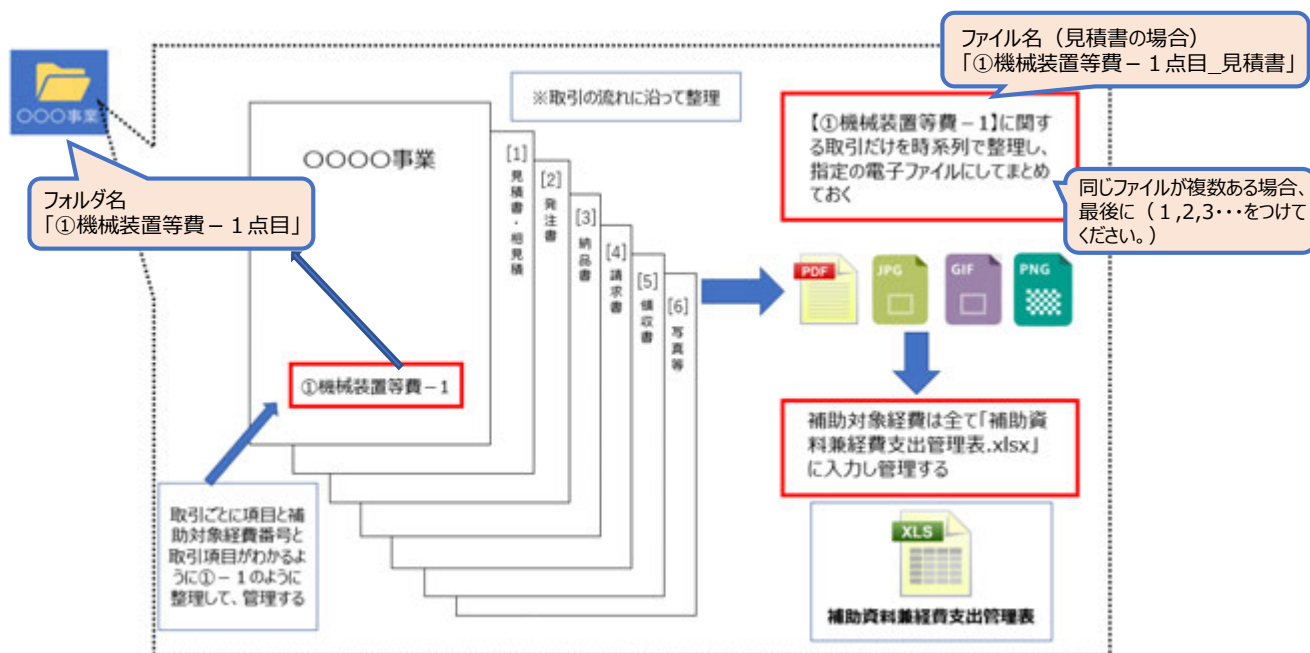 ファイル名（見積書の場合）
「①機械装置等費－１点目_見積書」
○○○事業
※取引の流れに沿って整理
【①機械装置等費－1】に関す
る取引だけを時系列で整理し、
指定の電子ファイルにしてまとめ
ておく
○○○○事業
[1]見積書・相見積
[2]発注書
[3]納品書
[4]請求書
[5]領収書
[6]写真等
フォルダ名
「①機械装置等費－１点目」
同じファイルが複数ある場合、
最後に（１,2,3・・・をつけて
ください。）
PDF
JPG
GIF
PNG
①機械装置等費－1
補助対象経費は全て「補助資
料兼経費支出管理表.xlsx」
に入力し管理する
取引ごとに項目と補
助対象経費番号と
取引項目がわかるよ
うに①－１のように
整理して、管理する
XLS
補助資料兼経費支出管理表